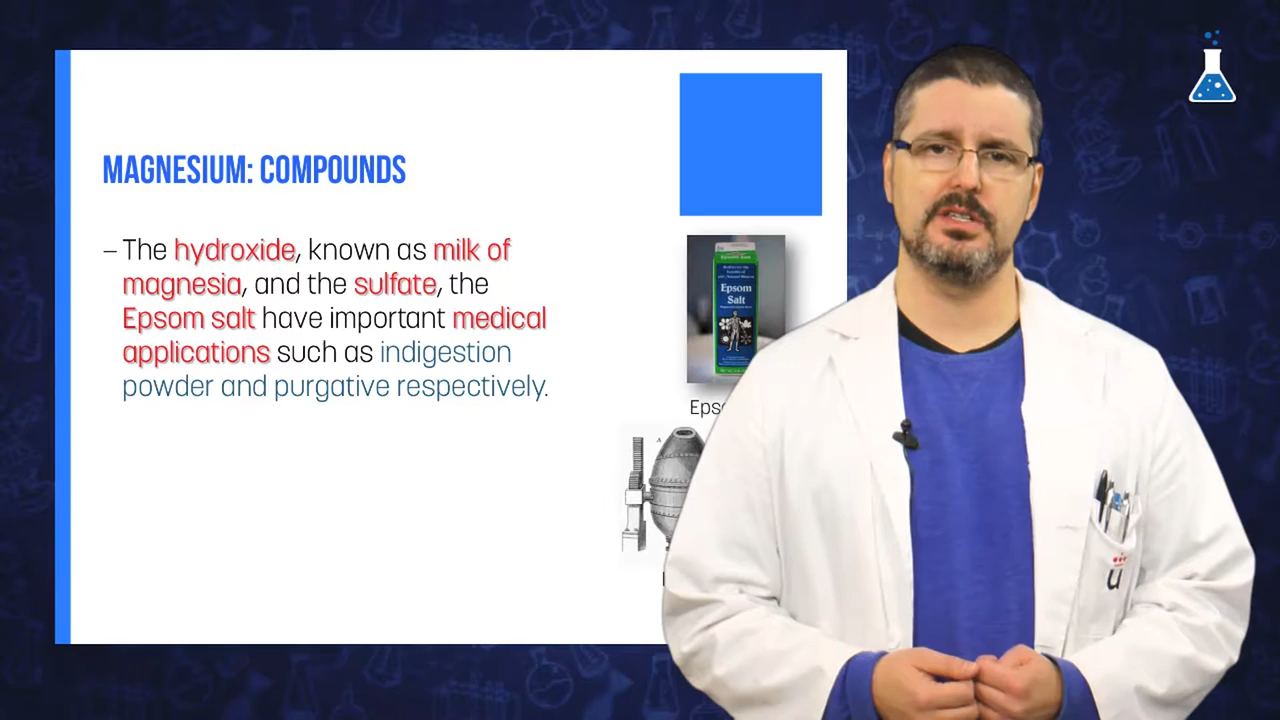 MAGNESIUM: COMPOUNDS
– The hydroxide, known as milk of
magnesia, and the sulfate, the
Epsom salt have important medical
applications such as indigestion
powder and purgative respectively.
Epsom
Salt
A
u